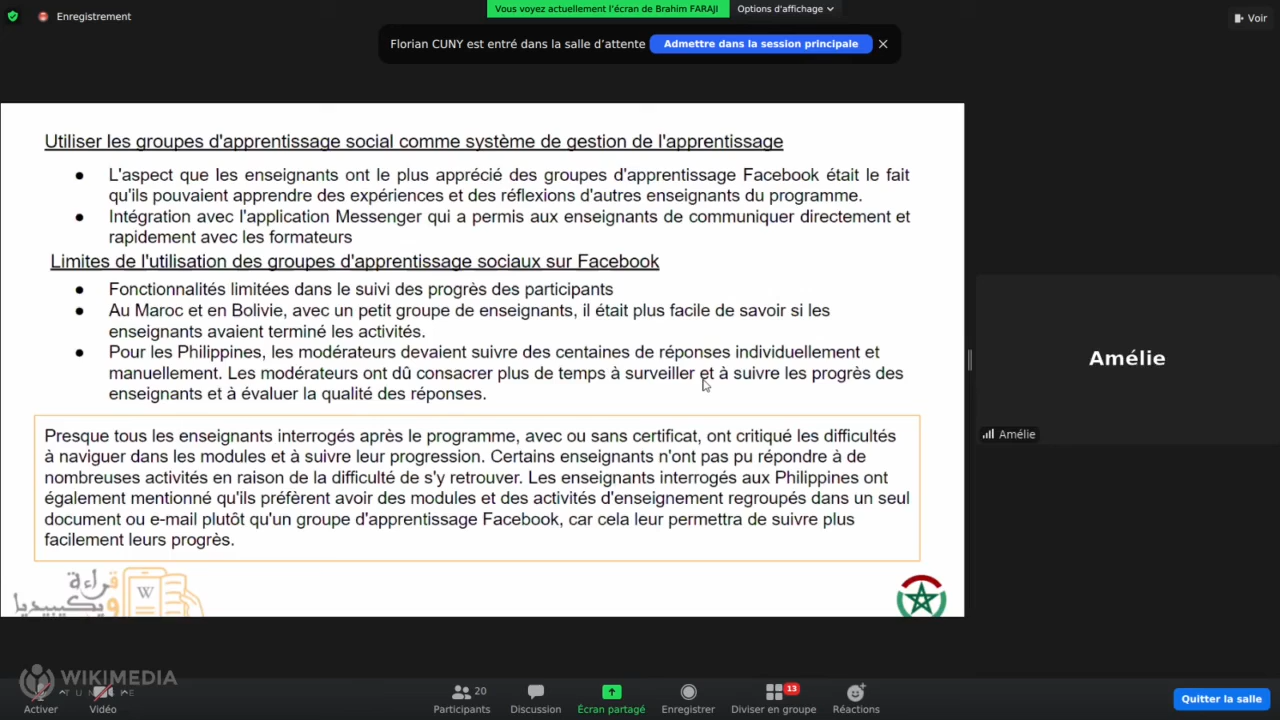 Vous voyez actuellement l'écran de Brahim FARAJI
Options d'affichage
Enregistrement
Voir
Florian CUNY est entré dans la salle d'attente
Admettre dans la session principale
Utiliser les groupes d'apprentissage social comme système de gestion de l'apprentissage
● L'aspect que les enseignants ont le plus apprécié des groupes d'apprentissage Facebook était le fait
qu'ils pouvaient apprendre des expériences et des réflexions d'autres enseignants du programme.
● Intégration avec l'application Messenger qui a permis aux enseignants de communiquer directement et
rapidement avec les formateurs
Limites de l'utilisation des groupes d'apprentissage sociaux sur Facebook
● Fonctionnalités limitées dans le suivi des progrès des participants
● Au Maroc et en Bolivie, avec un petit groupe de enseignants, il était plus facile de savoir si les
enseignants avaient terminé les activités.
● Pour les Philippines, les modérateurs devaient suivre des centaines de réponses individuellement et
manuellement. Les modérateurs ont dû consacrer plus de temps à surveiller et à suivre les progrès des
enseignants et à évaluer la qualité des réponses.
Presque tous les enseignants interrogés après le programme, avec ou sans certificat, ont critiqué les difficultés
à naviguer dans les modules et à suivre leur progression. Certains enseignants n'ont pas pu répondre à de
nombreuses activités en raison de la difficulté de s'y retrouver. Les enseignants interrogés aux Philippines ont
également mentionné qu'ils préfèrent avoir des modules et des activités d'enseignement regroupés dans un seul
document ou e-mail plutôt qu'un groupe d'apprentissage Facebook, car cela leur permettra de suivre plus
facilement leurs progrès.
قراءة
ويكيبيديا
W
Amélie
Amélie
WIKIMEDIA
Activer
Vidéo
20
Participants
Discussion
Écran partagé
Enregistrer
13
Diviser en groupe
Réactions
Quitter la salle